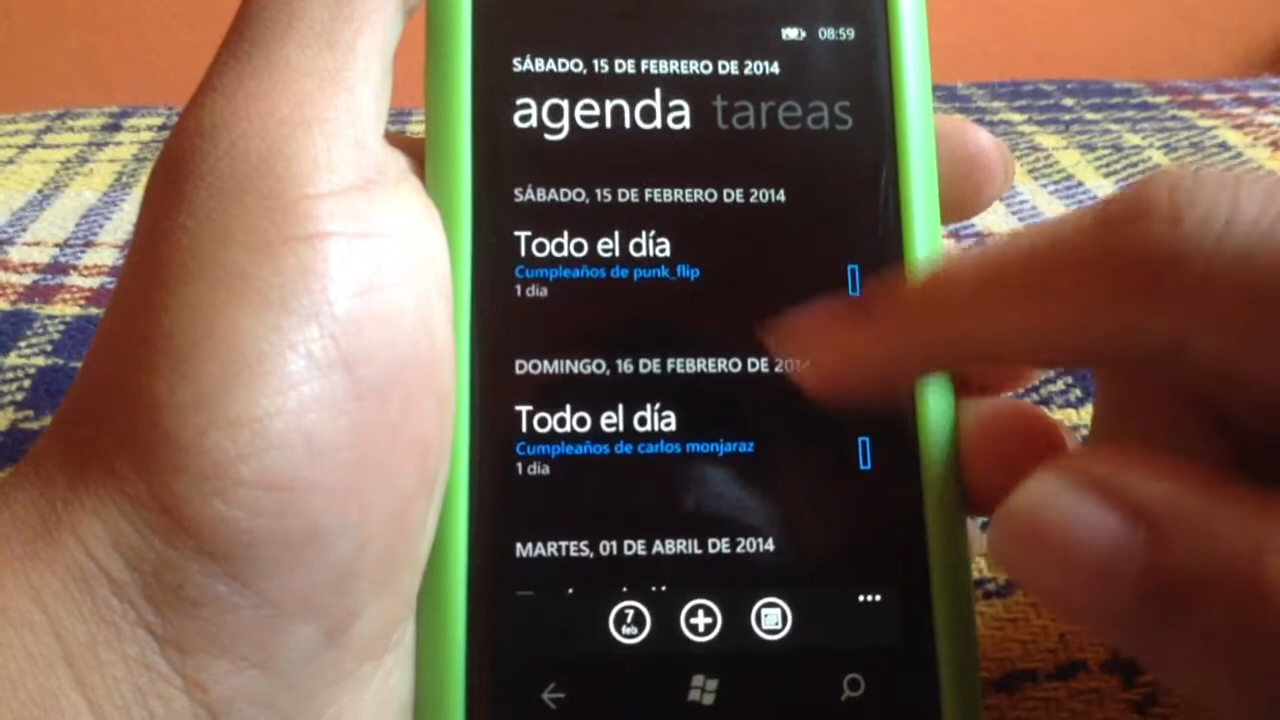 08:59
SÁBADO, 15 DE FEBRERO DE 2014
agenda tareas
SÁBADO, 15 DE FEBRERO DE 2014
Todo el día
Cumpleaños de punk_flip
1 día
DOMINGO, 16 DE FEBRERO DE 2014
Todo el día
Cumpleaños de carlos monjaraz
1 día
MARTES, 01 DE ABRIL DE 2014
7
feb